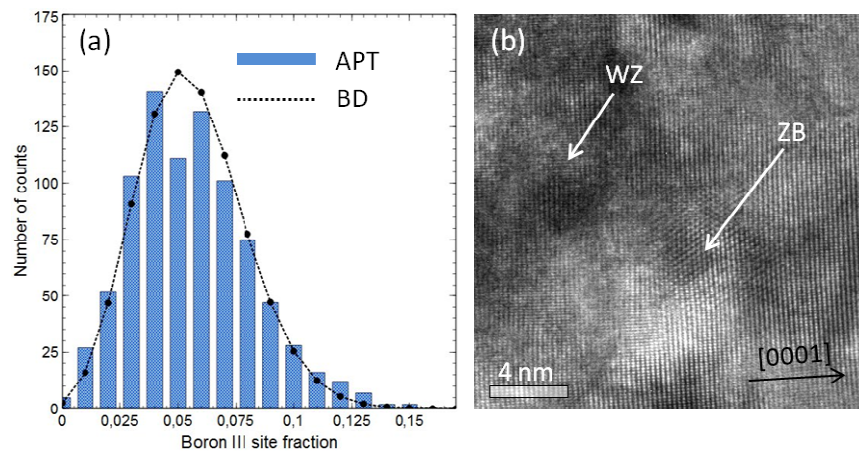 (a)
APT
BD
Number of counts
175
150
125
100
75
50
25
0
0 0,025 0,05 0,075 0,1 0,125 0,15
Boron III site fraction
(b)
WZ
ZB
[0001]
4 nm